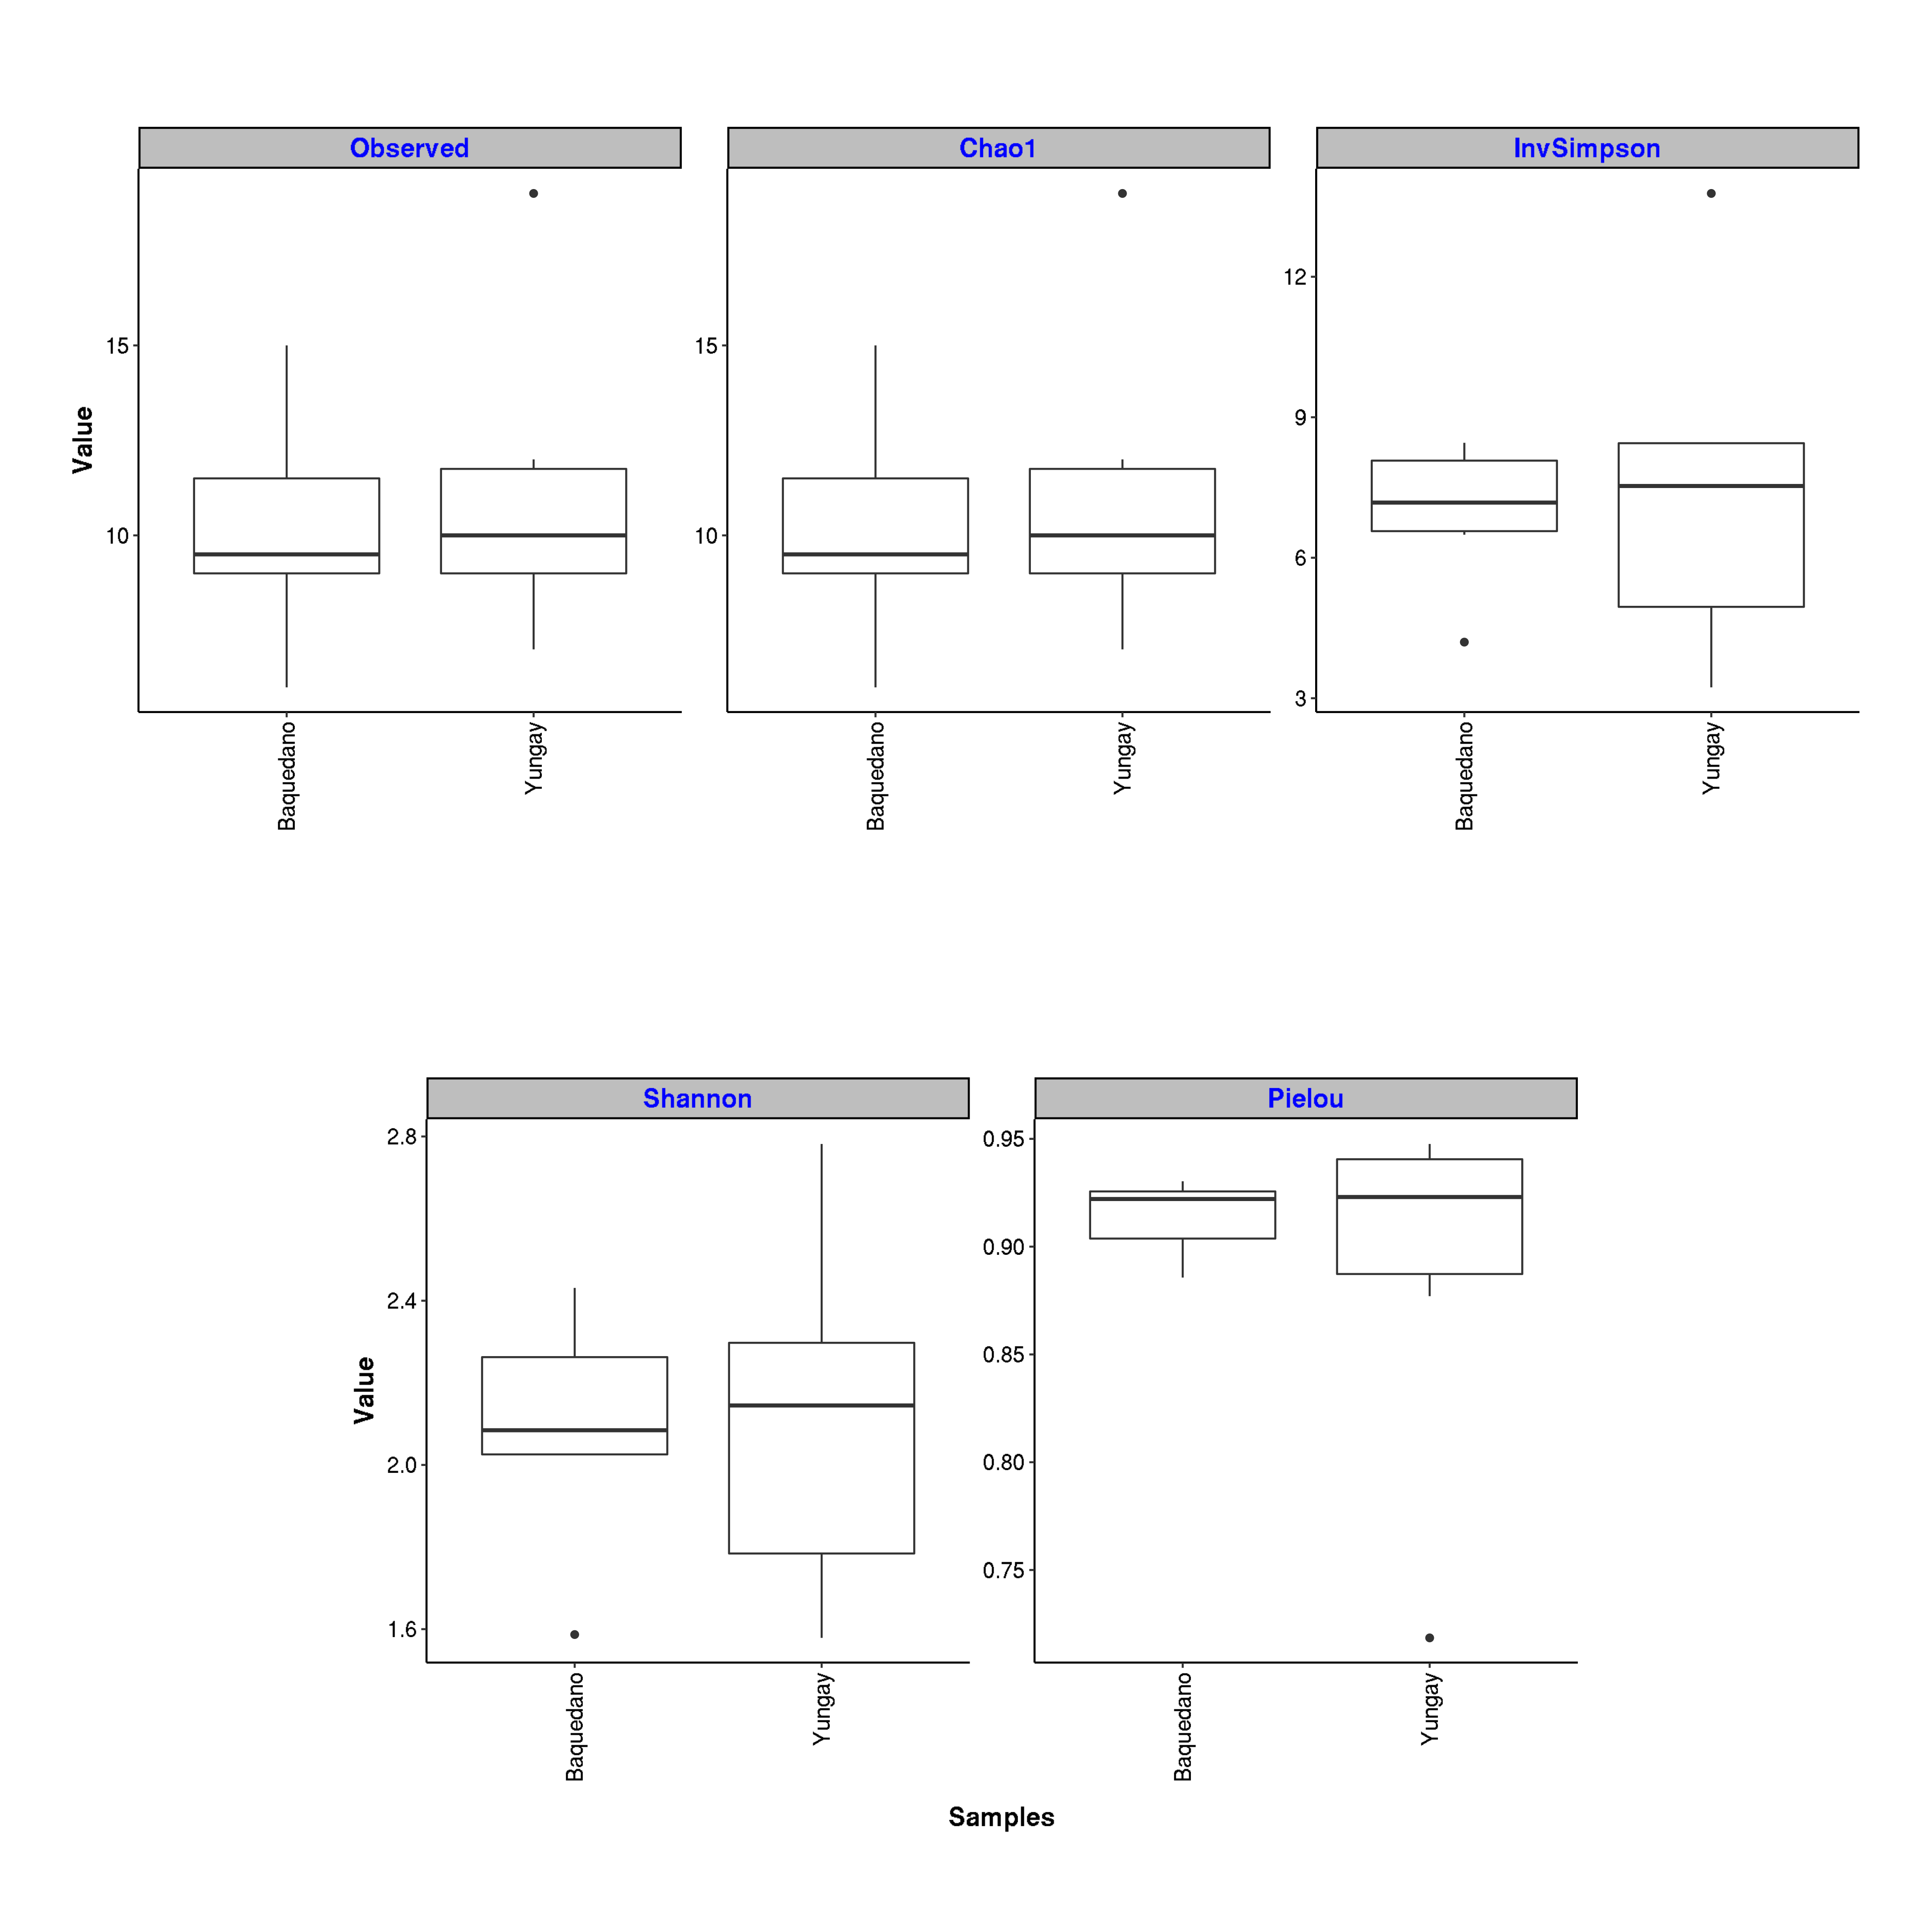 Observed
Chao1
InvSimpson
Value
15
10
15
10
12
9
6
3
Baquedano
Yungay
Baquedano
Yungay
Baquedano
Yungay
Shannon
Pielou
Value
2.8
2.4
2.0
1.6
0.95
0.90
0.85
0.80
0.75
Baquedano
Yungay
Baquedano
Yungay
Samples